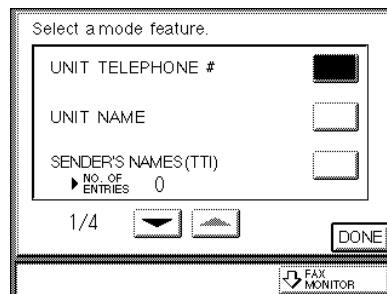 Select a mode feature.
UNIT TELEPHONE #
UNIT NAME
SENDER'S NAMES (TTI)
NO. OF
ENTRIES 0
1/4
DONE
FAX
MONITOR